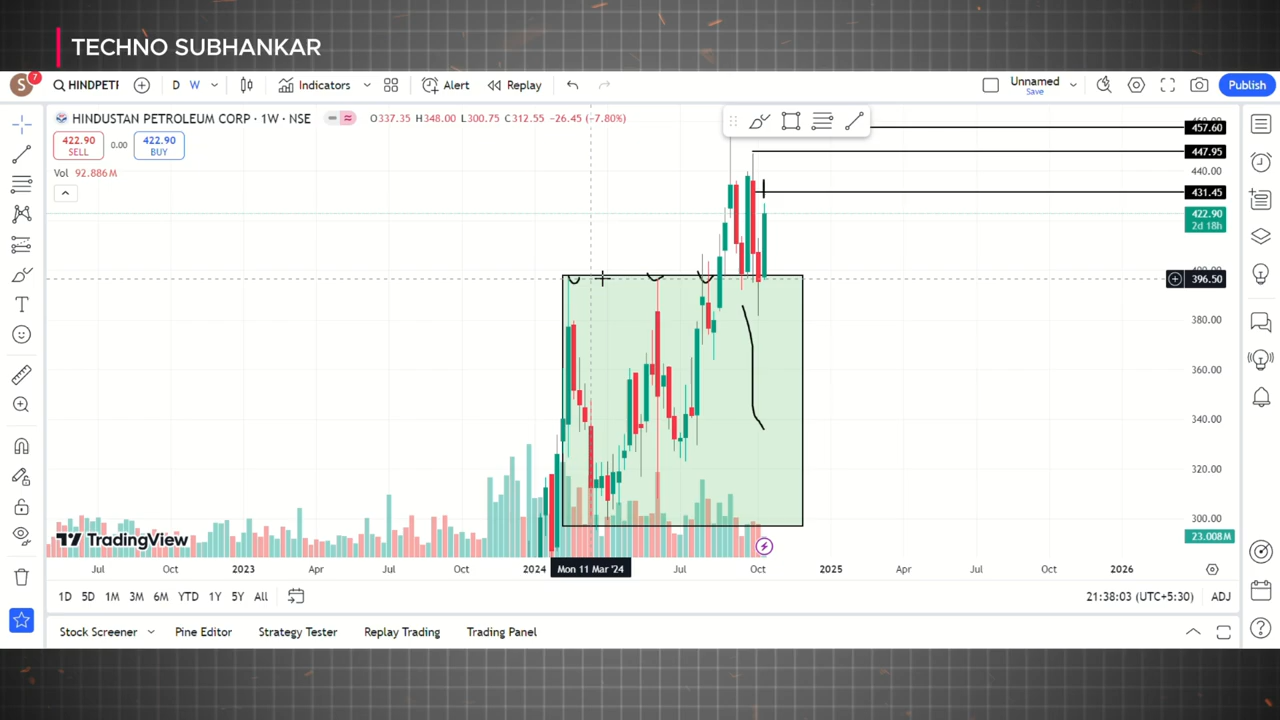 TECHNO SUBHANKAR
S 7 HINDPETI D W Indicators Alert Replay Unnamed Save Publish
HINDUSTAN PETROLEUM CORP · 1W · NSE O337.35 H348.00 L300.75 C312.55 -26.45 (-7.80%)
422.90 SELL 0.00 422.90 BUY
Vol 92.886M
457.60
447.95
440.00
431.45
422.90
2d 18h
396.50
380.00
360.00
340.00
320.00
300.00
23.008M
TradingView
Jul Oct 2023 Apr Jul Oct 2024 Mon 11 Mar '24 Jul Oct 2025 Apr Jul Oct 2026
1D 5D 1M 3M 6M YTD 1Y 5Y All 21:38:03 (UTC+5:30) ADJ
Stock Screener Pine Editor Strategy Tester Replay Trading Trading Panel